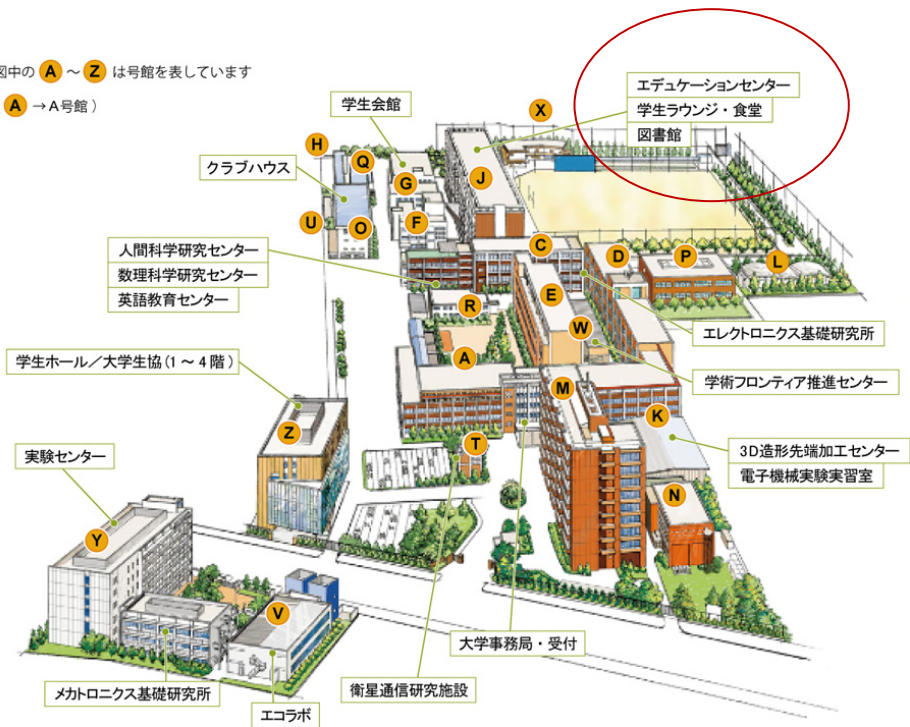 図中の A ～ Z は号館を表しています
A →A号館 ）
エデュケーションセンター
学生ラウンジ・食堂
図書館
X
学生会館
H
Q
クラブハウス
G
J
U
O
F
人間科学研究センター
数理科学研究センター
英語教育センター
C
D
P
L
R
E
W
エレクトロニクス基礎研究所
学生ホール／大学生協（1 ～ 4 階）
A
M
学術フロンティア推進センター
K
Z
T
3D造形先端加工センター
電子機械実験実習室
実験センター
N
Y
V
大学事務局・受付
メカトロニクス基礎研究所
衛星通信研究施設
エコラボ